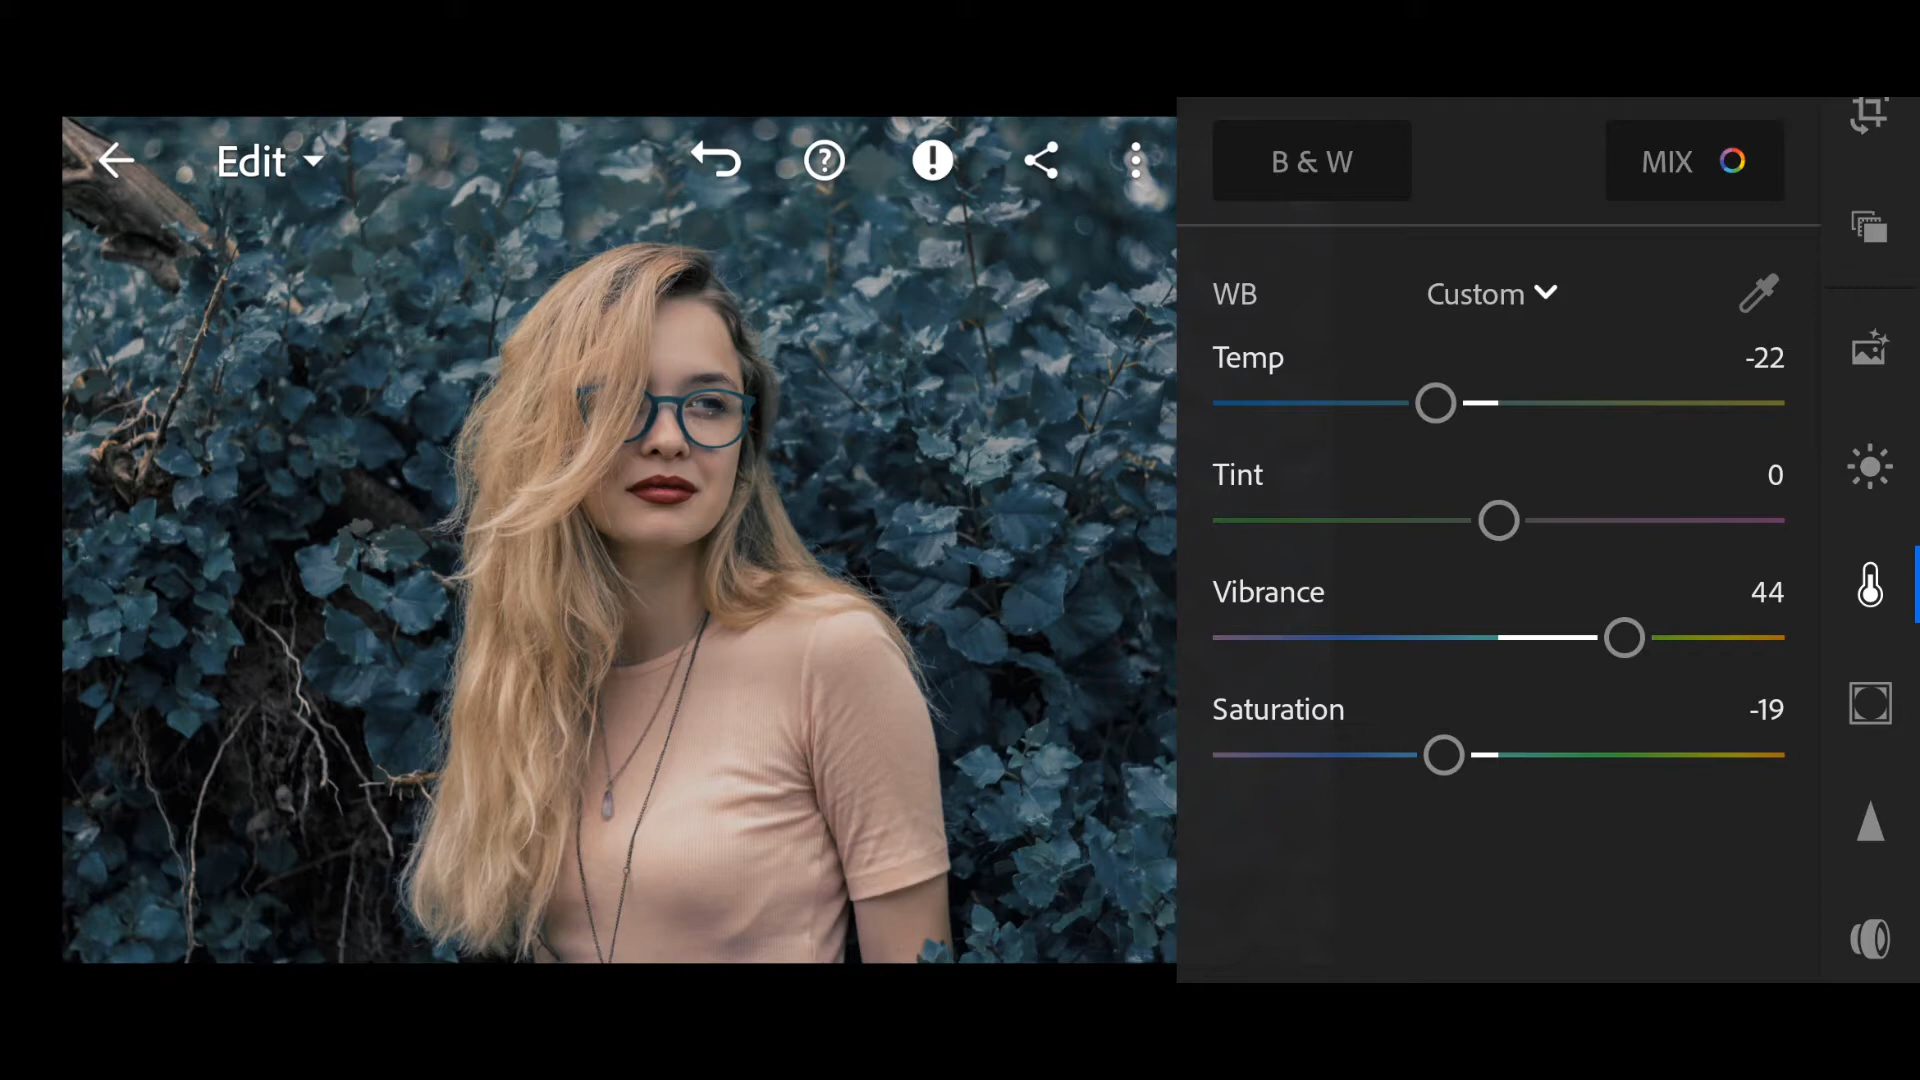 Edit
B & W
MIX
WB Custom
Temp -22
Tint 0
Vibrance 44
Saturation -19